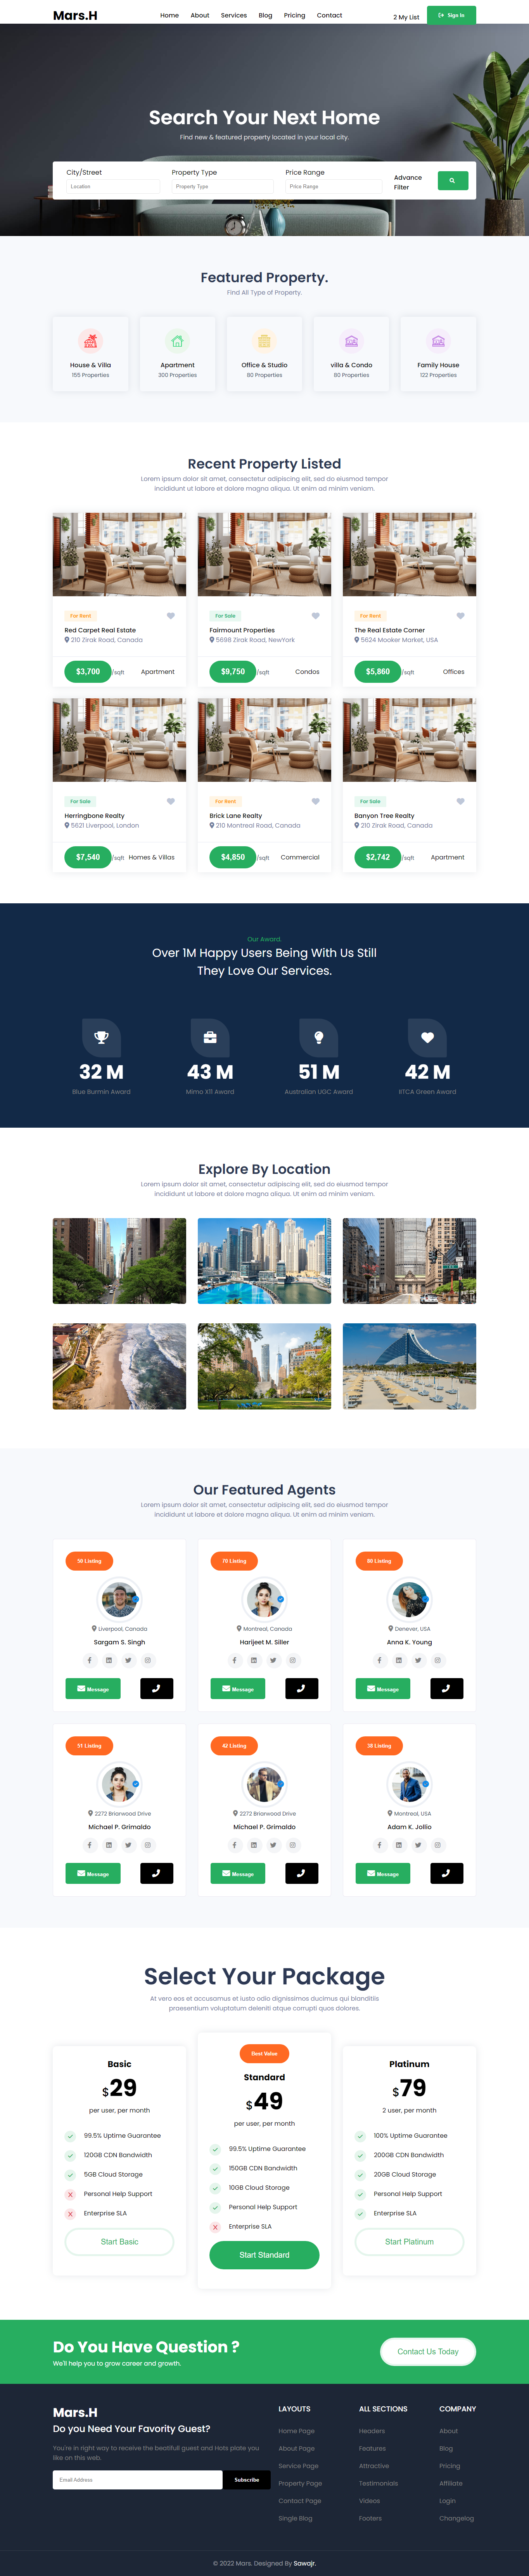 Mars.H
Home About Services Blog Pricing Contact
2 My List
Sign In
Search Your Next Home
Find new & featured property located in your local city.
City/Street Property Type Price Range
Location Property Type Price Range
Advance
Filter
Featured Property.
Find All Type of Property.
House & Villa Apartment Office & Studio villa & Condo Family House
155 Properties 300 Properties 80 Properties 80 Properties 122 Properties
Recent Property Listed
Lorem ipsum dolor sit amet, consectetur adipiscing elit, sed do eiusmod tempor
incididunt ut labore et dolore magna aliqua. Ut enim ad minim veniam.
For Rent For Sale For Rent
Red Carpet Real Estate Fairmount Properties The Real Estate Corner
210 Zirak Road, Canada 5698 Zirak Road, NewYork 5624 Mooker Market, USA
$3,700 /sqft Apartment $9,750 /sqft Condos $5,860 /sqft Offices
For Sale For Rent For Sale
Herringbone Realty Brick Lane Realty Banyon Tree Realty
5621 Liverpool, London 210 Montreal Road, Canada 210 Zirak Road, Canada
$7,540 /sqft Homes & Villas $4,850 /sqft Commercial $2,742 /sqft Apartment
Our Award.
Over 1M Happy Users Being With Us Still
They Love Our Services.
32 M 43 M 51 M 42 M
Blue Burmin Award Mimo X11 Award Australian UGC Award IITCA Green Award
Explore By Location
Lorem ipsum dolor sit amet, consectetur adipiscing elit, sed do eiusmod tempor
incididunt ut labore et dolore magna aliqua. Ut enim ad minim veniam.
Our Featured Agents
Lorem ipsum dolor sit amet, consectetur adipiscing elit, sed do eiusmod tempor
incididunt ut labore et dolore magna aliqua. Ut enim ad minim veniam.
50 Listing 70 Listing 80 Listing
Liverpool, Canada Montreal, Canada Denever, USA
Sargam S. Singh Harijeet M. Siller Anna K. Young
Message Message Message
51 Listing 42 Listing 38 Listing
2272 Briarwood Drive 2272 Briarwood Drive Montreal, USA
Michael P. Grimaldo Michael P. Grimaldo Adam K. Jollio
Message Message Message
Select Your Package
At vero eos et accusamus et iusto odio dignissimos ducimus qui blanditiis
praesentium voluptatum deleniti atque corrupti quos dolores.
Basic
$29
per user, per month
99.5% Uptime Guarantee
120GB CDN Bandwidth
5GB Cloud Storage
Personal Help Support
Enterprise SLA
Start Basic
Best Value
Standard
$49
per user, per month
99.5% Uptime Guarantee
150GB CDN Bandwidth
10GB Cloud Storage
Personal Help Support
Enterprise SLA
Start Standard
Platinum
$79
2 user, per month
100% Uptime Guarantee
200GB CDN Bandwidth
20GB Cloud Storage
Personal Help Support
Enterprise SLA
Start Platinum
Do You Have Question ?
We'll help you to grow career and growth.
Contact Us Today
Mars.H
Do you Need Your Favorite Guest?
You're in right way to receive the beatifull guest and Hots plate you
like on this web.
Email Address Subscribe
LAYOUTS
Home Page
About Page
Service Page
Property Page
Contact Page
Single Blog
ALL SECTIONS
Headers
Features
Attractive
Testimonials
Videos
Footers
COMPANY
About
Blog
Pricing
Affiliate
Login
Changelog
© 2022 Mars. Designed By Sawajr.